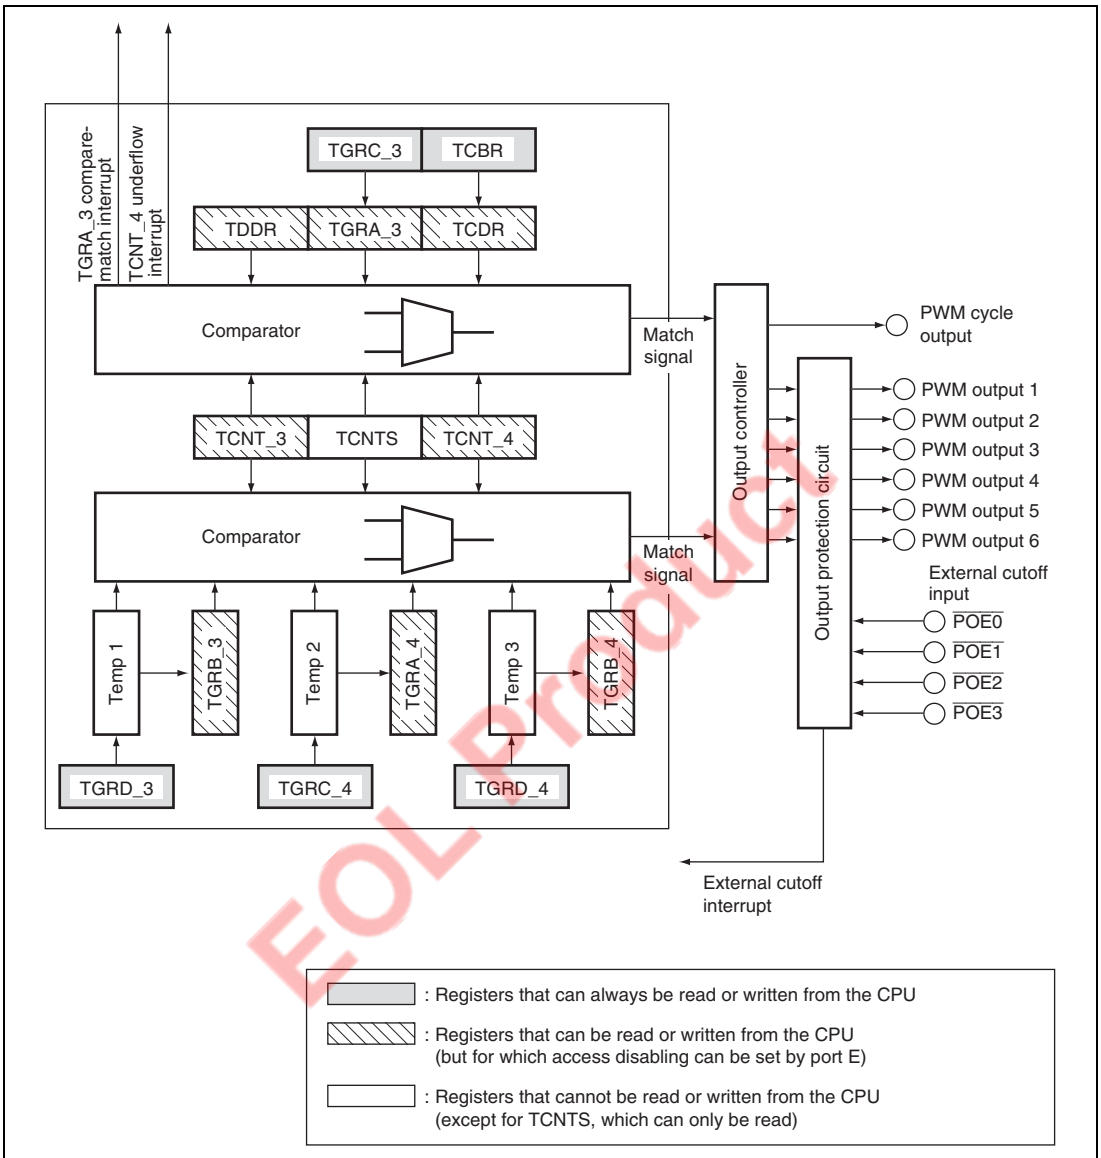 TGRA_3 compare-
match interrupt
TCNT_4 underflow
interrupt
TGRC_3
TCBR
TDDR
TGRA_3
TCDR
Comparator
Match
signal
Output controller
PWM cycle
output
Output protection circuit
PWM output 1
PWM output 2
PWM output 3
PWM output 4
PWM output 5
PWM output 6
TCNT_3
TCNTS
TCNT_4
Comparator
Match
signal
External cutoff
input
POE0
POE1
POE2
POE3
Temp 1
TGRB_3
Temp 2
TGRA_4
Temp 3
TGRB_4
TGRD_3
TGRC_4
TGRD_4
External cutoff
interrupt
EOL Product
: Registers that can always be read or written from the CPU
: Registers that can be read or written from the CPU
(but for which access disabling can be set by port E)
: Registers that cannot be read or written from the CPU
(except for TCNTS, which can only be read)